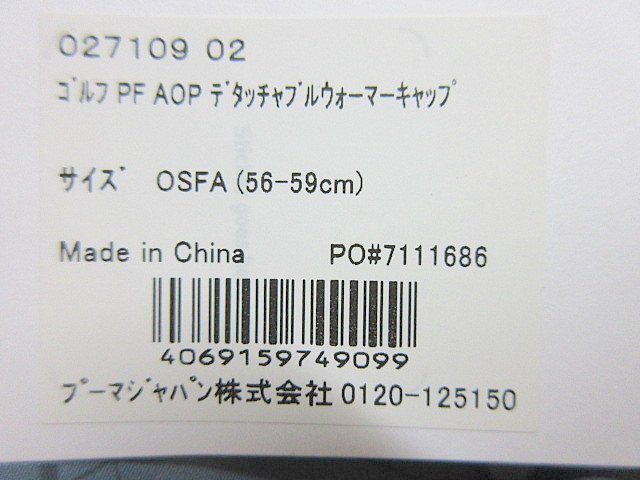 027109 02
ｺﾞﾙﾌ PF AOP ﾃﾞﾀｯﾁｬﾌﾞﾙｳｫｰﾏｰｷｬｯﾌﾟ
ｻｲｽﾞ OSFA (56-59cm)
Made in China PO#7111686
4069159749099
ﾌﾟｰﾏｼﾞｬﾊﾟﾝ株式会社 0120-125150